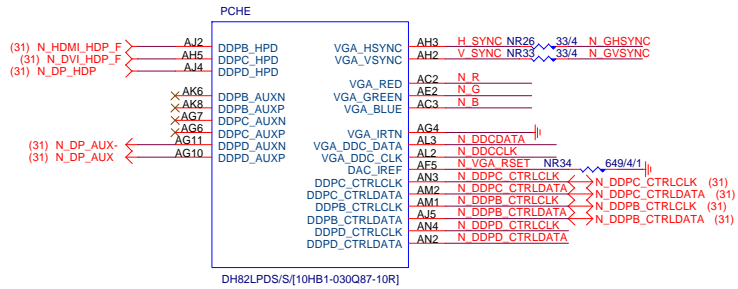 PCHE
(31) N_HDMI_HDP_F AJ2 DDPB_HPD VGA_HSYNC AH3 H_SYNC NR26 33/4 N_GHSYNC
(31) N_DVI_HDP_F AH5 DDPC_HPD VGA_VSYNC AH2 V_SYNC NR33 33/4 N_GVSYNC
(31) N_DP_HDP AJ4 DDPD_HPD
VGA_RED AC2 N_R
AK6 DDPB_AUXN VGA_GREEN AE2 N_G
AK8 DDPB_AUXP VGA_BLUE AC3 N_B
AG7 DDPC_AUXN
AG6 DDPC_AUXP VGA_IRTN AG4
(31) N_DP_AUX- AG11 DDPD_AUXN VGA_DDC_DATA AL3 N_DDCDATA
(31) N_DP_AUX AG10 DDPD_AUXP VGA_DDC_CLK AL2 N_DDCCLK
DAC_IREF AF5 N_VGA_RSET NR34 649/4/1
DDPC_CTRLCLK AN3 N_DDPC_CTRLCLK N_DDPC_CTRLCLK (31)
DDPC_CTRLDATA AM2 N_DDPC_CTRLDATA N_DDPC_CTRLDATA (31)
DDPB_CTRLCLK AM1 N_DDPB_CTRLCLK N_DDPB_CTRLCLK (31)
DDPB_CTRLDATA AJ5 N_DDPB_CTRLDATA N_DDPB_CTRLDATA (31)
DDPD_CTRLCLK AN4 N_DDPD_CTRLCLK
DDPD_CTRLDATA AN2 N_DDPD_CTRLDATA
DH82LPDS/S/[10HB1-030Q87-10R]